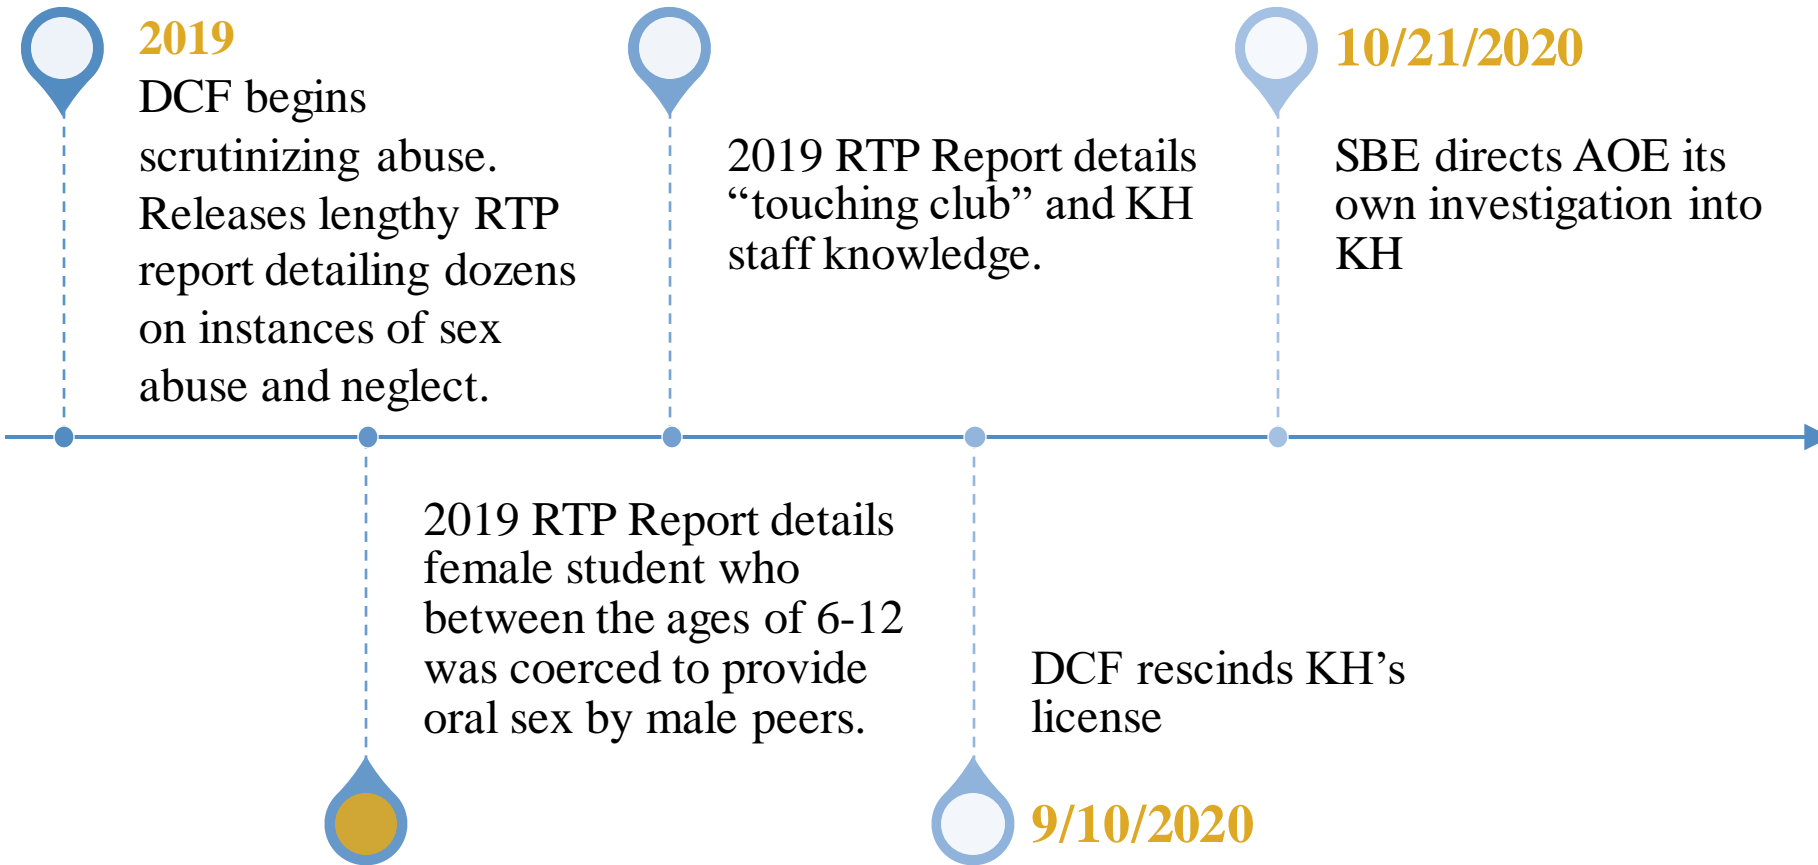 2019
DCF begins
scrutinizing abuse.
Releases lengthy RTP
report detailing dozens
on instances of sex
abuse and neglect.
2019 RTP Report details
female student who
between the ages of 6-12
was coerced to provide
oral sex by male peers.
2019 RTP Report details
“touching club” and KH
staff knowledge.
DCF rescinds KH’s
license
9/10/2020
10/21/2020
SBE directs AOE its
own investigation into
KH